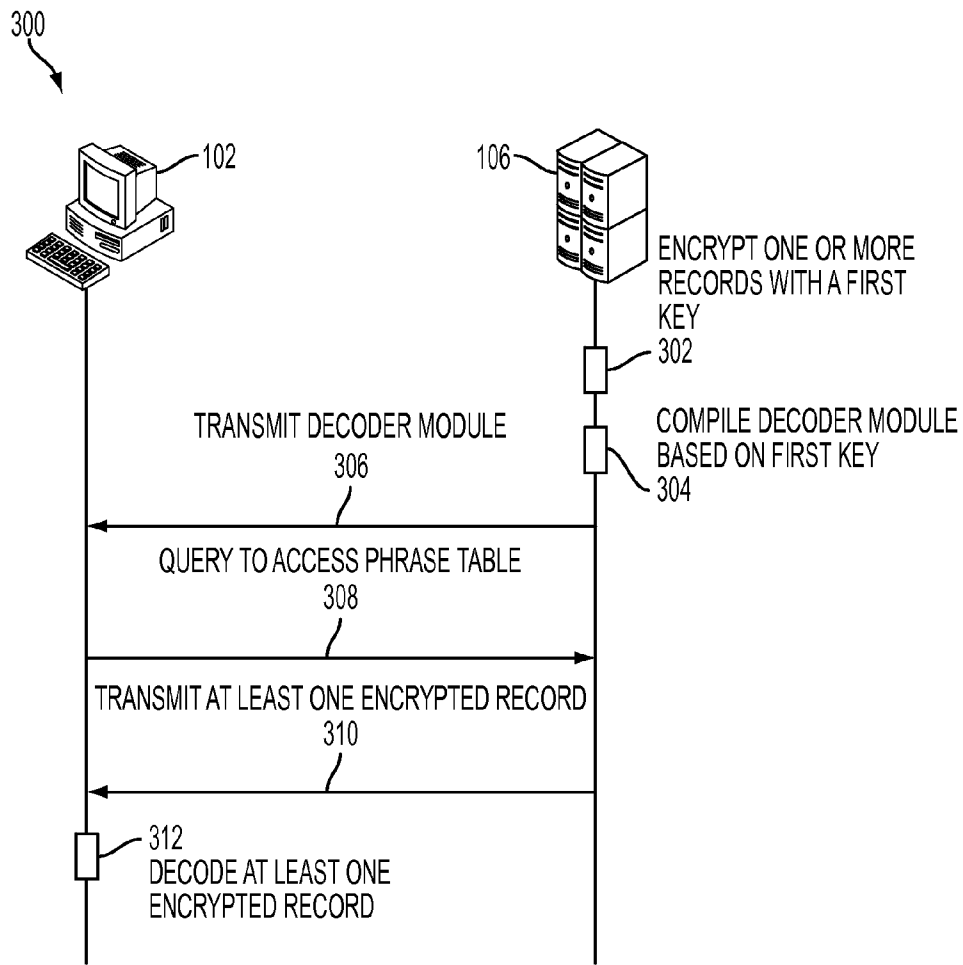 300
102
106
ENCRYPT ONE OR MORE
RECORDS WITH A FIRST
KEY
302
COMPILE DECODER MODULE
BASED ON FIRST KEY
304
TRANSMIT DECODER MODULE
306
QUERY TO ACCESS PHRASE TABLE
308
TRANSMIT AT LEAST ONE ENCRYPTED RECORD
310
312
DECODE AT LEAST ONE
ENCRYPTED RECORD